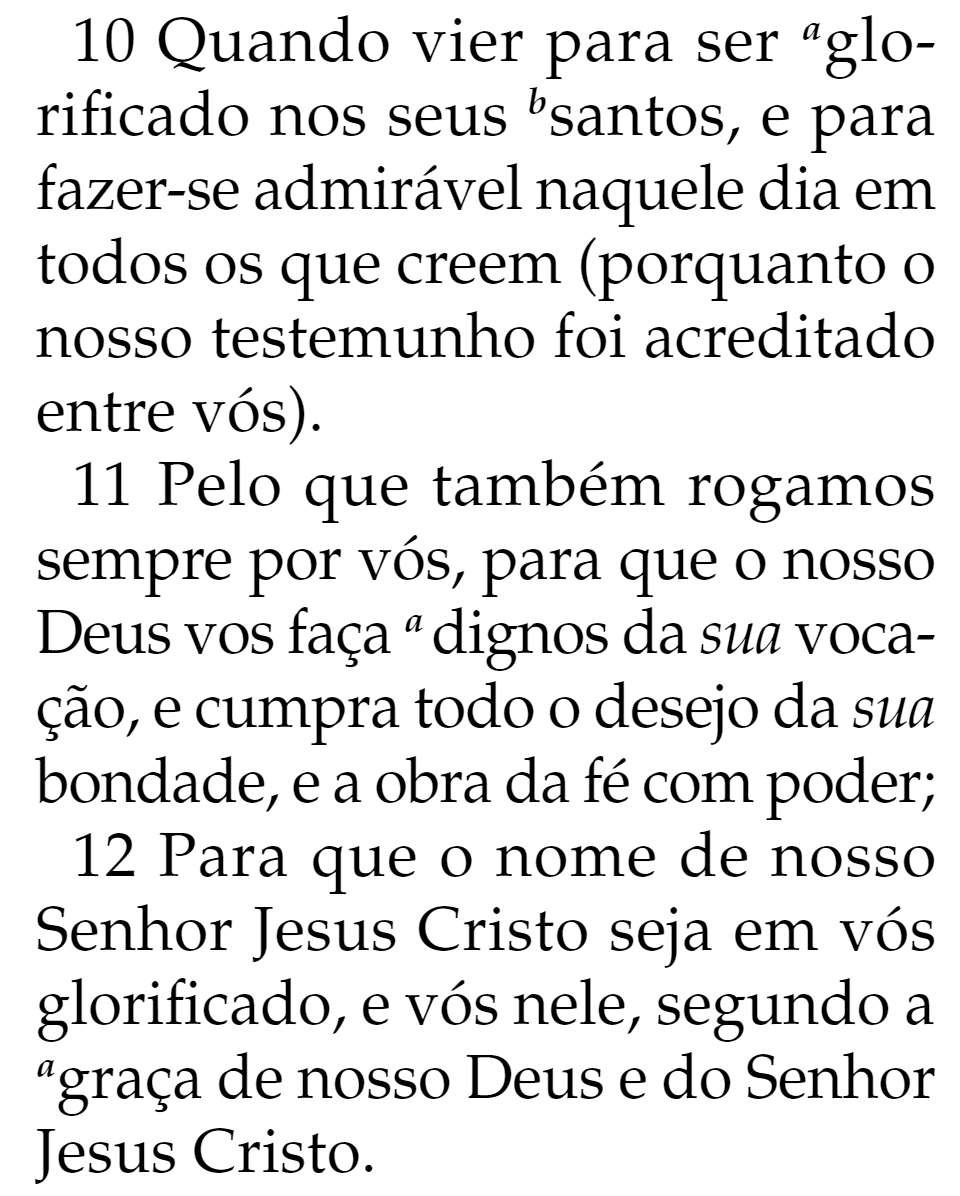 10 Quando vier para ser ᵃglo-
rificado nos seus ᵇsantos, e para
fazer-se admirável naquele dia em
todos os que creem (porquanto o
nosso testemunho foi acreditado
entre vós).
11 Pelo que também rogamos
sempre por vós, para que o nosso
Deus vos faça ᵃ dignos da sua voca-
ção, e cumpra todo o desejo da sua
bondade, e a obra da fé com poder;
12 Para que o nome de nosso
Senhor Jesus Cristo seja em vós
glorificado, e vós nele, segundo a
ᵃgraça de nosso Deus e do Senhor
Jesus Cristo.